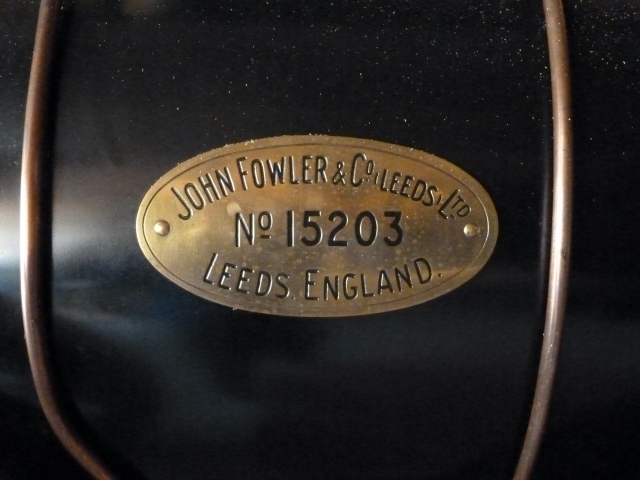 JOHN FOWLER & Co. (LEEDS) LTD
No 15203
LEEDS. ENGLAND.